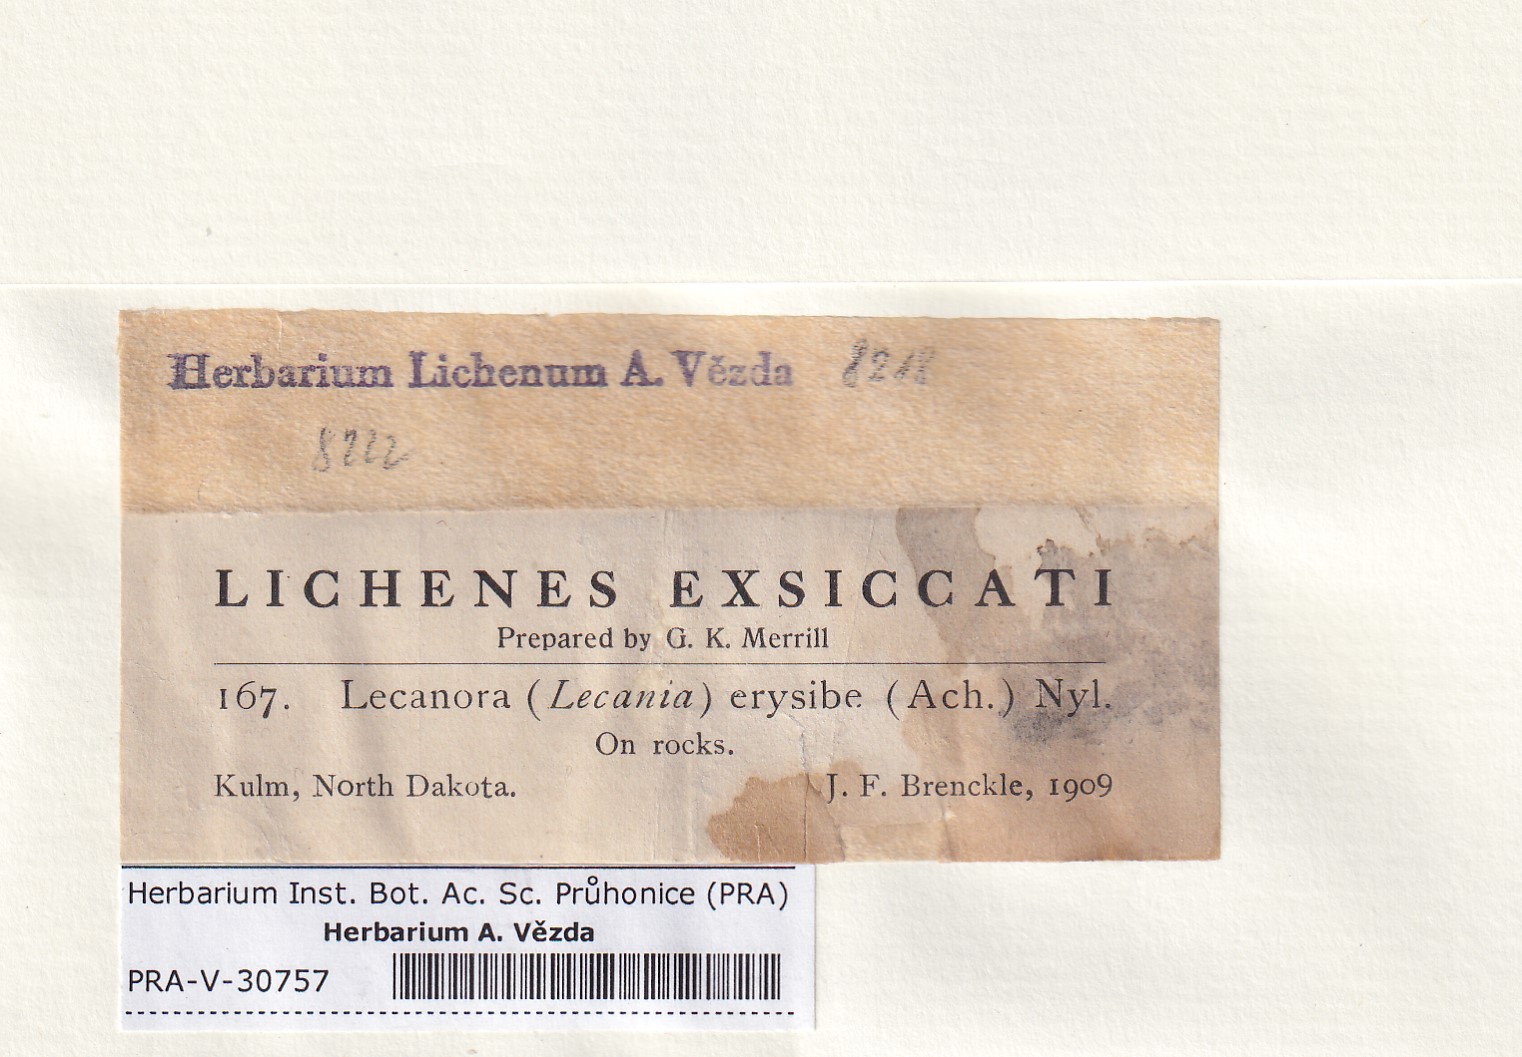 Herbarium Lichenum A. Vězda 8218
8222
LICHENES EXSICCATI
Prepared by G. K. Merrill
167. Lecanora (Lecania) erysibe (Ach.) Nyl.
On rocks.
Kulm, North Dakota. J. F. Brenckle, 1909
Herbarium Inst. Bot. Ac. Sc. Průhonice (PRA)
Herbarium A. Vězda
PRA-V-30757